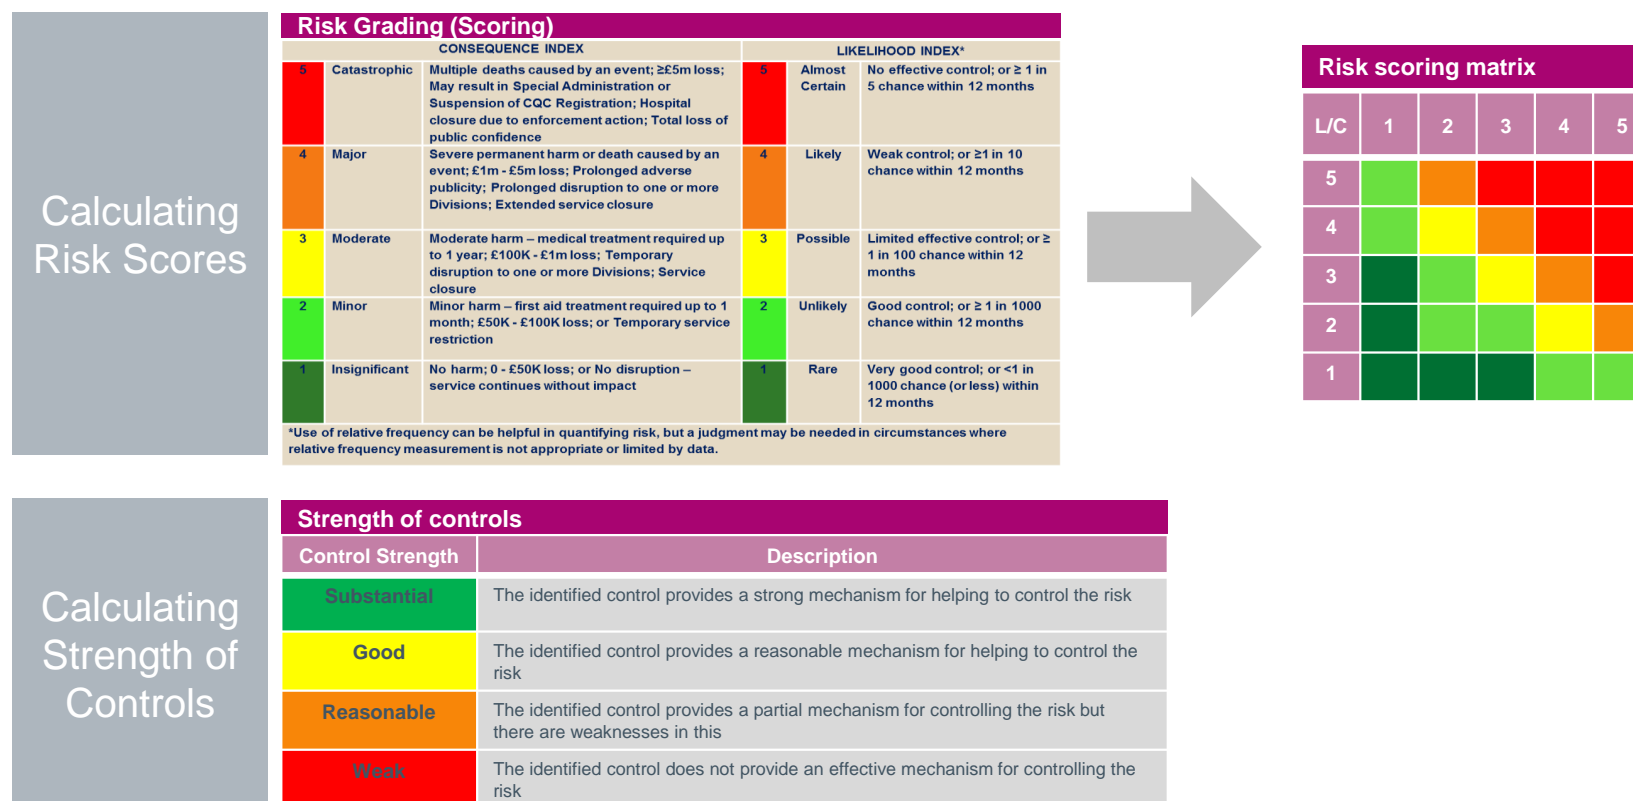 Calculating
Risk Scores
Risk Grading (Scoring)
CONSEQUENCE INDEX
LIKELIHOOD INDEX*
5 Catastrophic Multiple deaths caused by an event; ≥£5m loss;
May result in Special Administration or
Suspension of CQC Registration; Hospital
closure due to enforcement action; Total loss of
public confidence
5 Almost
Certain
No effective control; or ≥ 1 in
5 chance within 12 months
4 Major Severe permanent harm or death caused by an
event; £1m - £5m loss; Prolonged adverse
publicity; Prolonged disruption to one or more
Divisions; Extended service closure
4 Likely Weak control; or ≥1 in 10
chance within 12 months
3 Moderate Moderate harm – medical treatment required up
to 1 year; £100K - £1m loss; Temporary
disruption to one or more Divisions; Service
closure
3 Possible Limited effective control; or ≥
1 in 100 chance within 12
months
2 Minor Minor harm – first aid treatment required up to 1
month; £50K - £100K loss; or Temporary service
restriction
2 Unlikely Good control; or ≥ 1 in 1000
chance within 12 months
1 Insignificant No harm; 0 - £50K loss; or No disruption –
service continues without impact
1 Rare Very good control; or <1 in
1000 chance (or less) within
12 months
*Use of relative frequency can be helpful in quantifying risk, but a judgment may be needed in circumstances where
relative frequency measurement is not appropriate or limited by data.
Risk scoring matrix
L/C 1 2 3 4 5
5
4
3
2
1
Calculating
Strength of
Controls
Strength of controls
Control Strength Description
Substantial The identified control provides a strong mechanism for helping to control the risk
Good The identified control provides a reasonable mechanism for helping to control the
risk
Reasonable The identified control provides a partial mechanism for controlling the risk but
there are weaknesses in this
Weak The identified control does not provide an effective mechanism for controlling the
risk